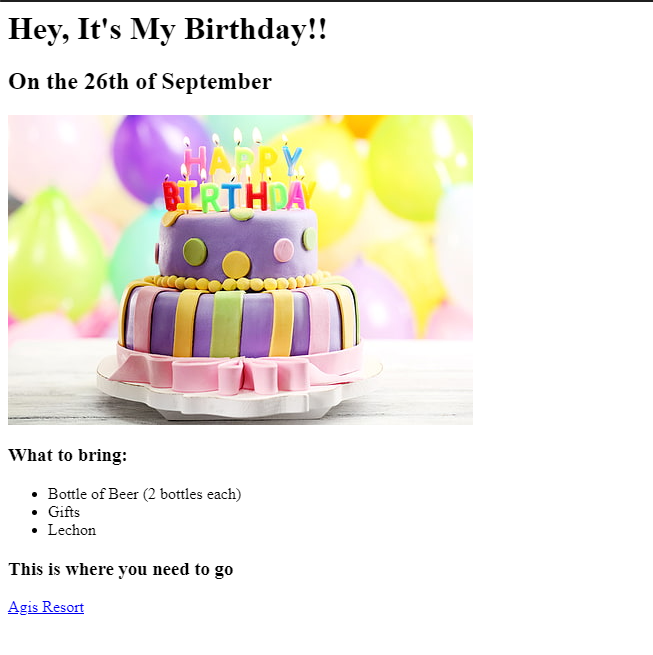 Hey, It's My Birthday!!
On the 26th of September
HAPPY
BIRTHDAY
What to bring:
Bottle of Beer (2 bottles each)
Gifts
Lechon
This is where you need to go
Agis Resort